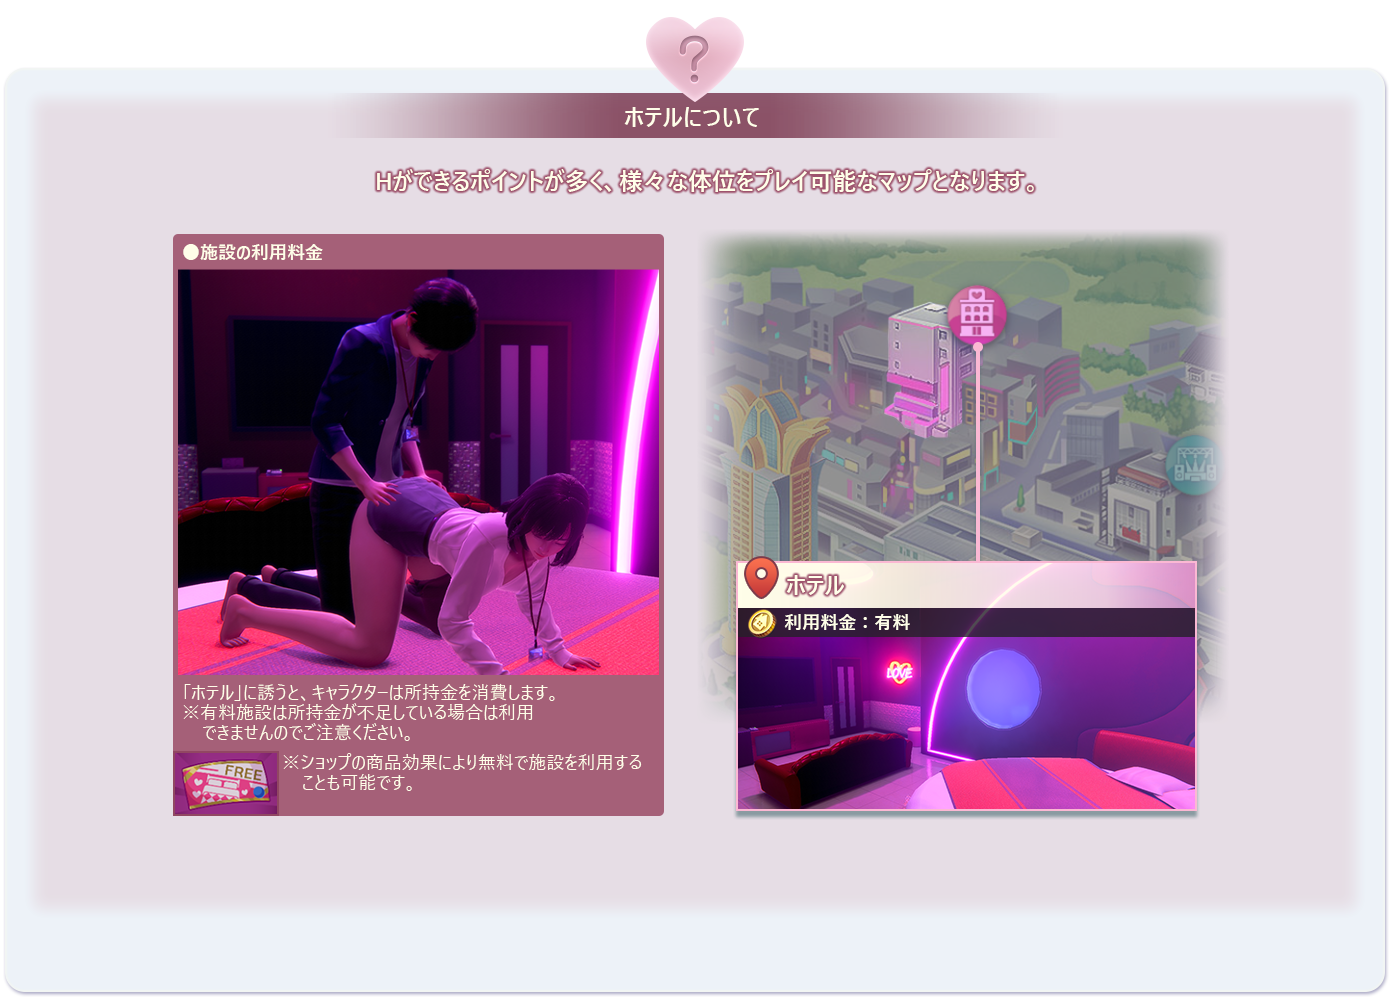 ?
ホテルについて
Hができるポイントが多く、様々な体位をプレイ可能なマップとなります。
●施設の利用料金
「ホテル」に誘うと、キャラクターは所持金を消費します。
※有料施設は所持金が不足している場合は利用
できませんのでご注意ください。
FREE
※ショップの商品効果により無料で施設を利用する
ことも可能です。
ホテル
利用料金：有料
LOVE